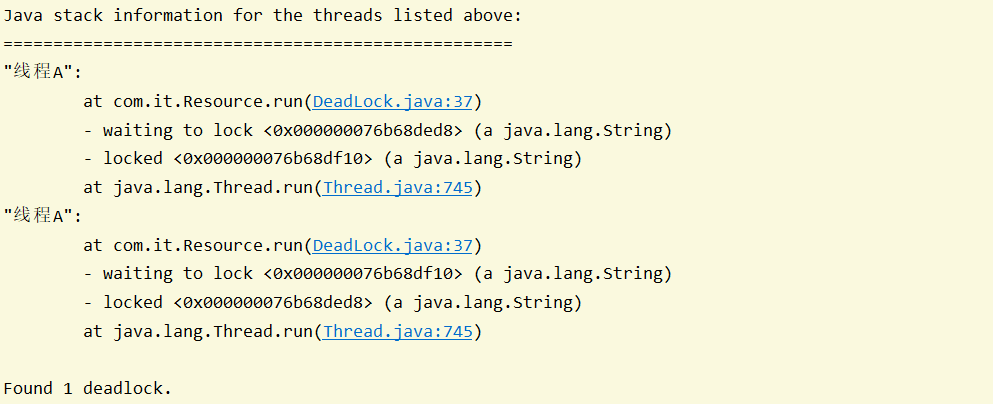 Java stack information for the threads listed above:
===================================================
"线程A":
        at com.it.Resource.run(DeadLock.java:37)
        - waiting to lock <0x000000076b68ded8> (a java.lang.String)
        - locked <0x000000076b68df10> (a java.lang.String)
        at java.lang.Thread.run(Thread.java:745)
"线程A":
        at com.it.Resource.run(DeadLock.java:37)
        - waiting to lock <0x000000076b68df10> (a java.lang.String)
        - locked <0x000000076b68ded8> (a java.lang.String)
        at java.lang.Thread.run(Thread.java:745)

Found 1 deadlock.